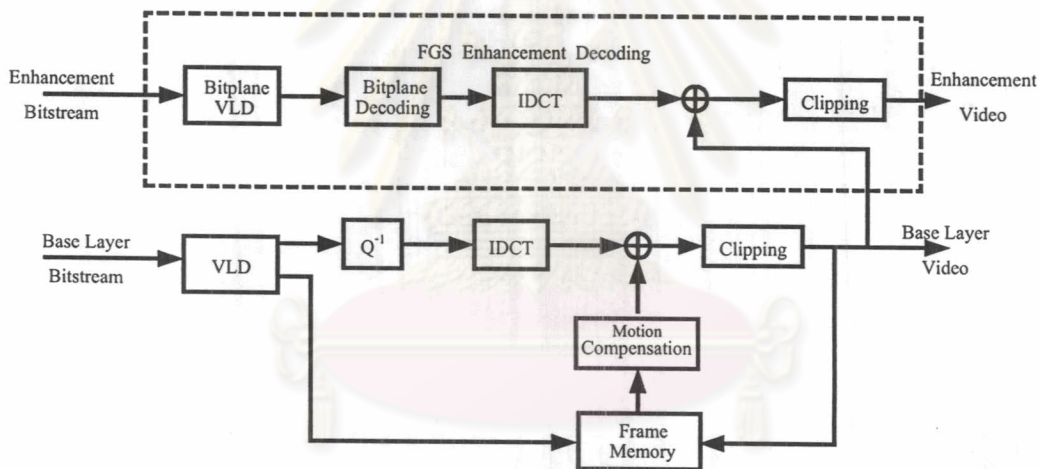 FGS Enhancement Decoding
Enhancement
Bitstream
Bitplane
VLD
Bitplane
Decoding
IDCT
Clipping
Enhancement
Video
Base Layer
Bitstream
VLD
Q⁻¹
IDCT
Clipping
Base Layer
Video
Motion
Compensation
Frame
Memory